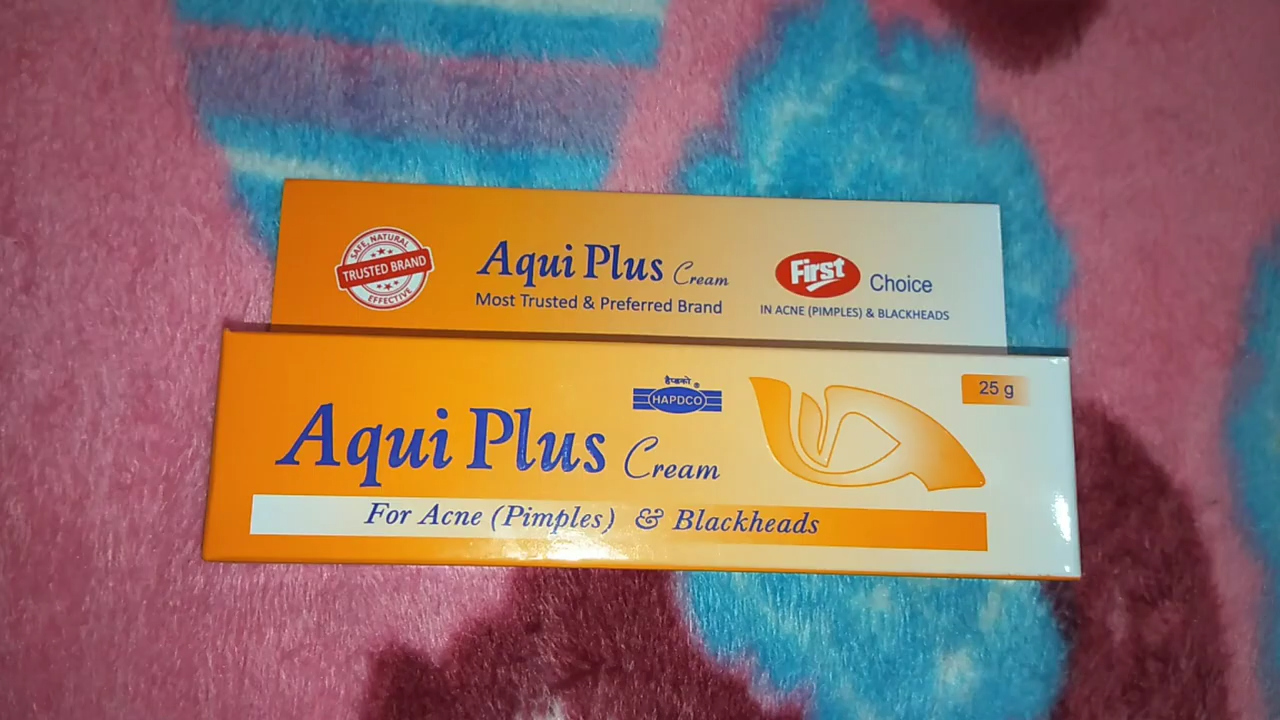 SAFE, NATURAL
TRUSTED BRAND
EFFECTIVE
Aqui Plus Cream
Most Trusted & Preferred Brand
First Choice
IN ACNE (PIMPLES) & BLACKHEADS
हैप्डको
HAPDCO®
25 g
Aqui Plus Cream
For Acne (Pimples) & Blackheads